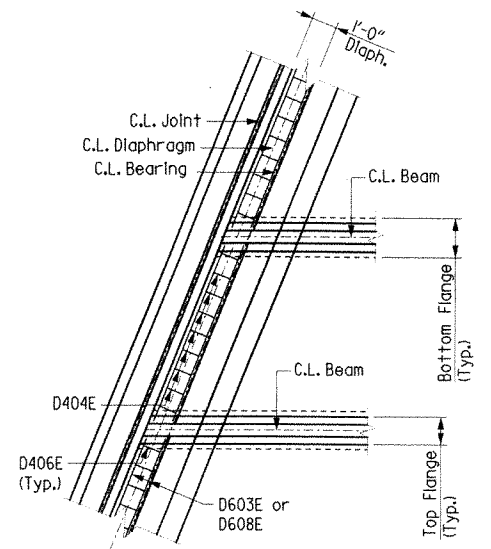 1'-0"
Diaph.
C.L. Joint
C.L. Diaphragm
C.L. Bearing
C.L. Beam
Bottom Flange
(Typ.)
C.L. Beam
D404E
D406E
(Typ.)
D603E or
D608E
Top Flange
(Typ.)